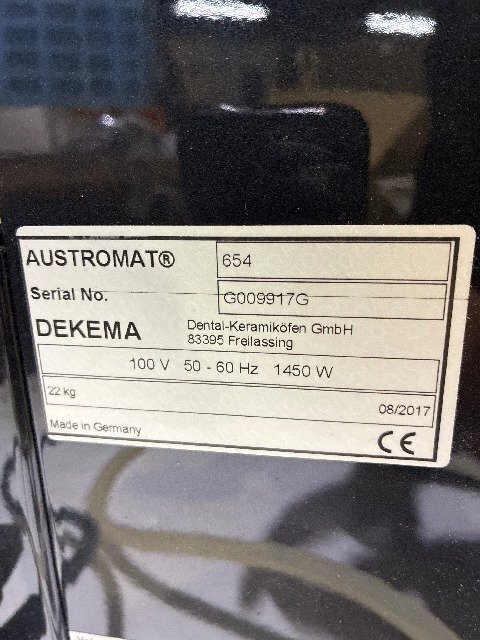 AUSTROMAT® 654
Serial No. G009917G
DEKEMA Dental-Keramiköfen GmbH
83395 Freilassing
100 V 50 - 60 Hz 1450 W
22 kg
08/2017
Made in Germany
CE